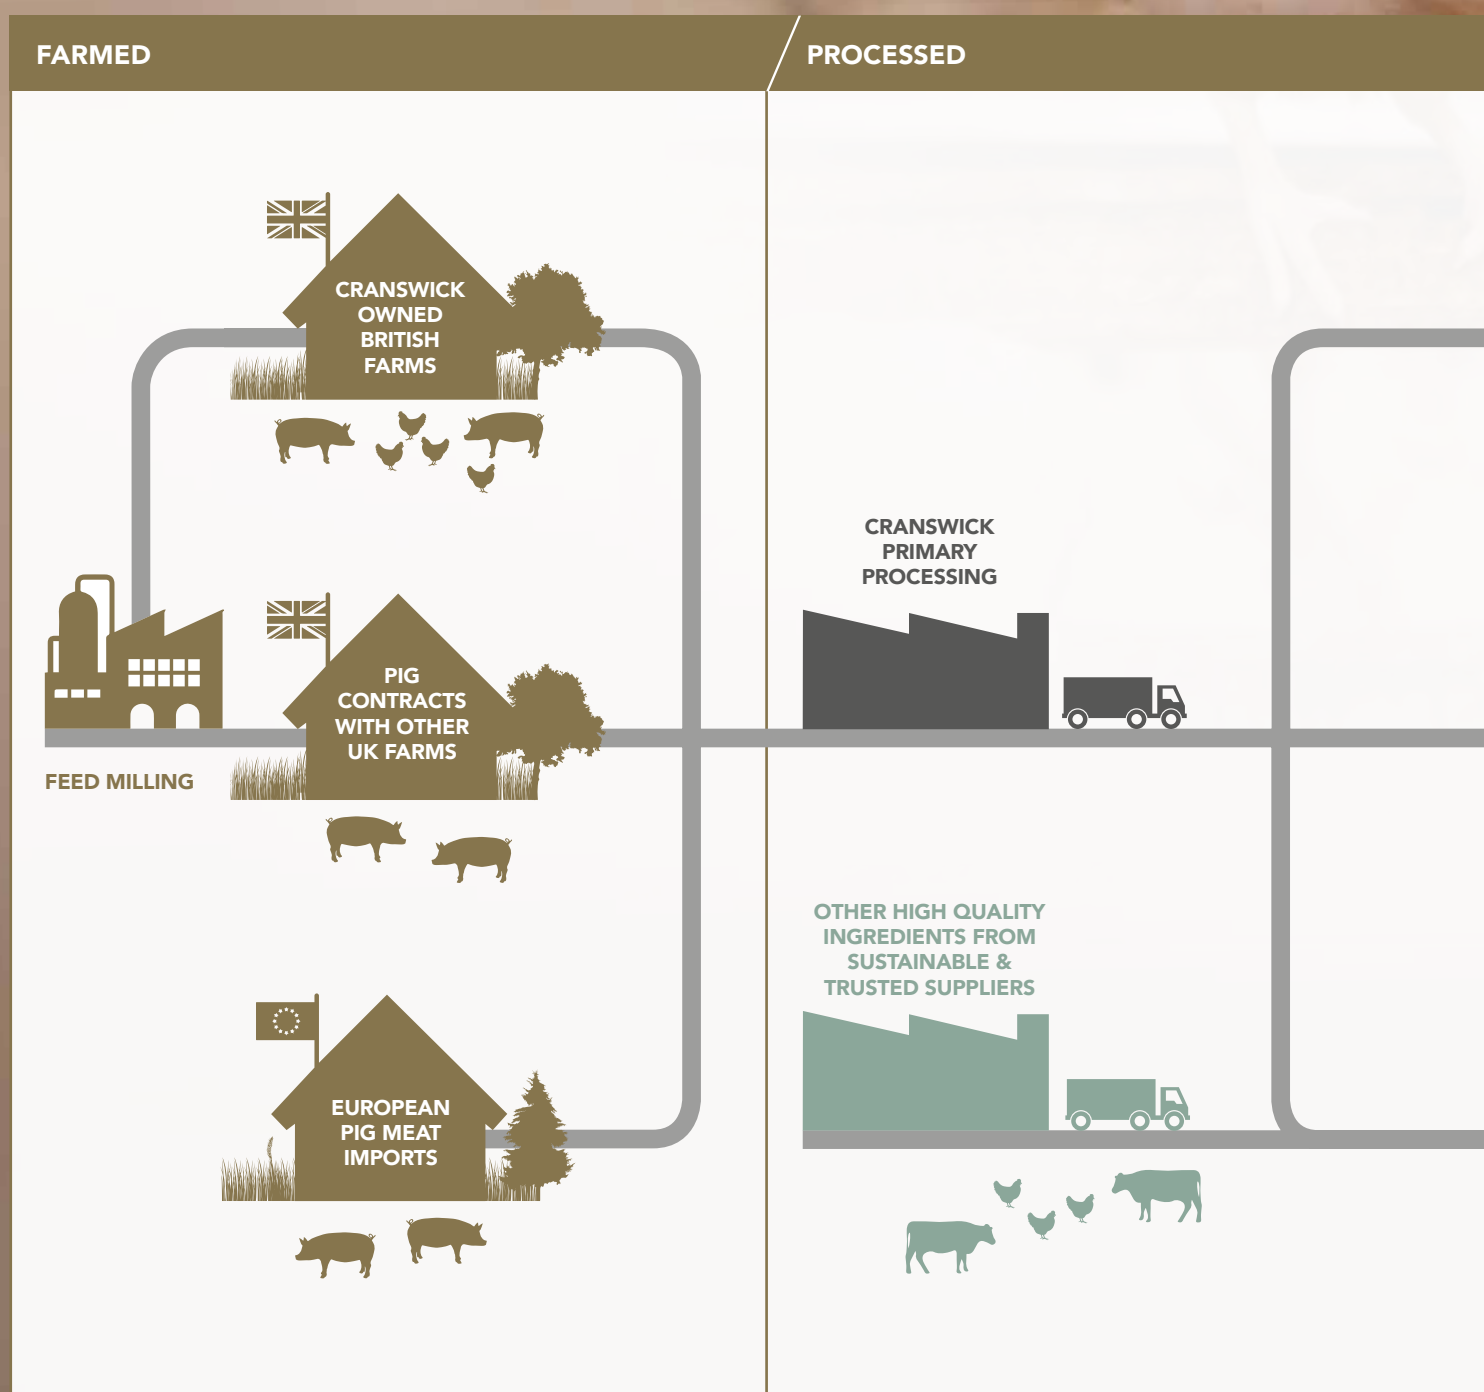 FARMED
PROCESSED
CRANSWICK
OWNED
BRITISH
FARMS
CRANSWICK
PRIMARY
PROCESSING
PIG
CONTRACTS
WITH OTHER
UK FARMS
FEED MILLING
OTHER HIGH QUALITY
INGREDIENTS FROM
SUSTAINABLE &
TRUSTED SUPPLIERS
EUROPEAN
PIG MEAT
IMPORTS